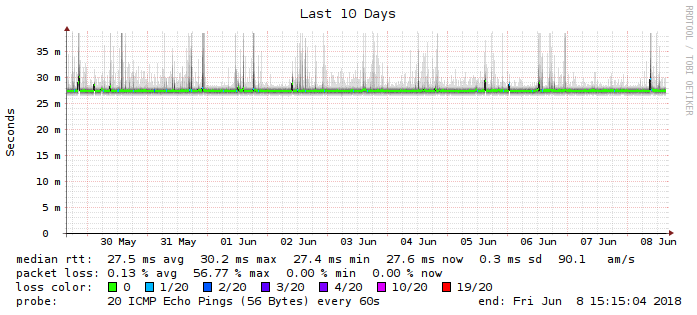 Last 10 Days
RRDTOOL / TOBI OETIKER
Seconds
35 m
30 m
25 m
20 m
15 m
10 m
5 m
0
30 May 31 May 01 Jun 02 Jun 03 Jun 04 Jun 05 Jun 06 Jun 07 Jun 08 Jun
median rtt: 27.5 ms avg 30.2 ms max 27.4 ms min 27.6 ms now 0.3 ms sd 90.1 am/s
packet loss: 0.13 % avg 56.77 % max 0.00 % min 0.00 % now
loss color: 0 1/20 2/20 3/20 4/20 10/20 19/20
probe: 20 ICMP Echo Pings (56 Bytes) every 60s end: Fri Jun 8 15:15:04 2018